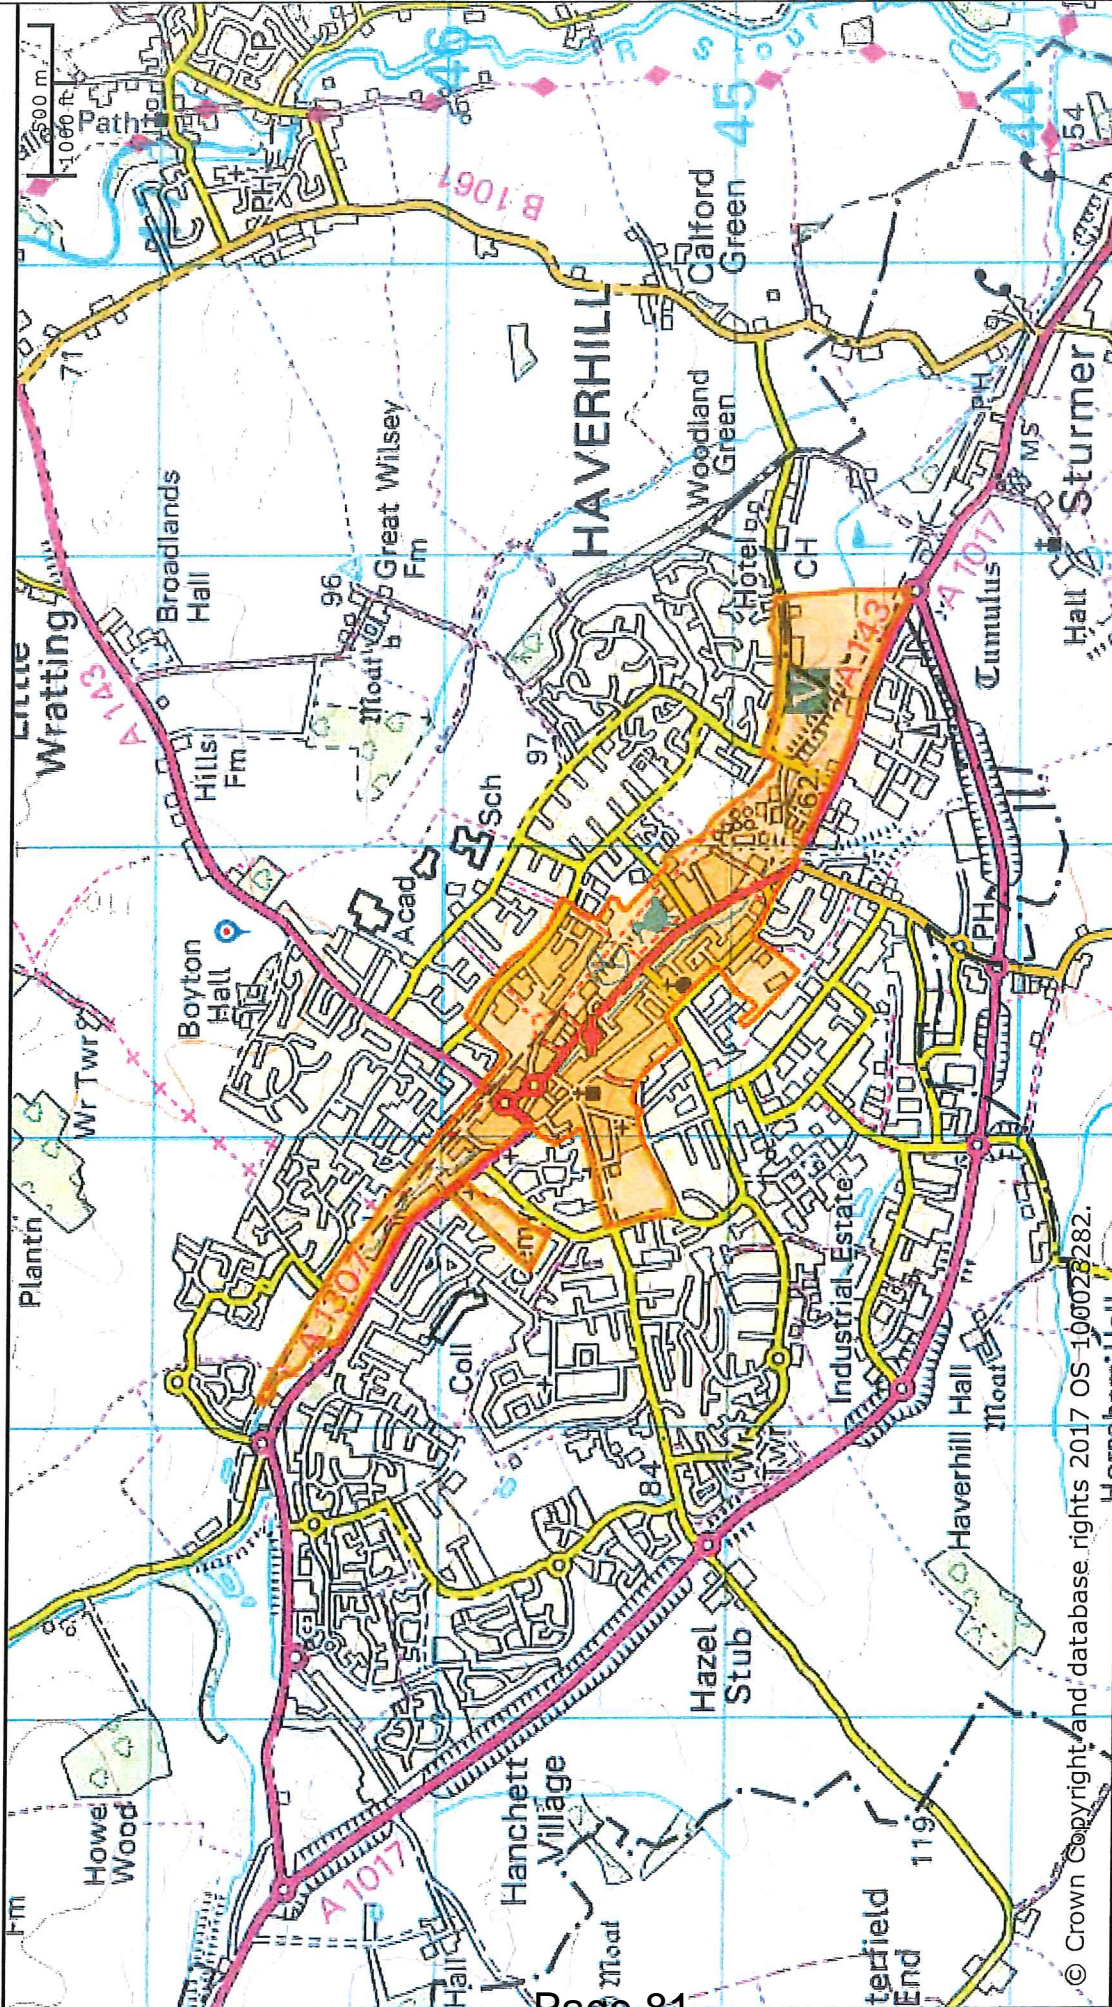 500 m
1000 ft
Path
P
PH
46
R Stour
45
44
54
B 1061
Calford
Green
71
HAVERHILL
Woodland
Green
PH
MS
Sturmer
Broadlands
Hall
96
Great Wilsey
Fm
Moat
Hotel
CH
A 1017
Tumulus
Hall
Little
Wratting
A 143
Hills
Fm
97
Sch
A 143
62
Acad
Boyton
Hall
PH
Wr Twr
Plantn
A 1307
Fm
Coll
Industrial Estate
84
Wr
Twr
Haverhill Hall
Moat
Hazel
Stub
Howe
Wood
Hanchett
Village
A 1017
119
Fm
Hall
Moat
End
© Crown Copyright and database rights 2017 OS 100023282.
Page 81